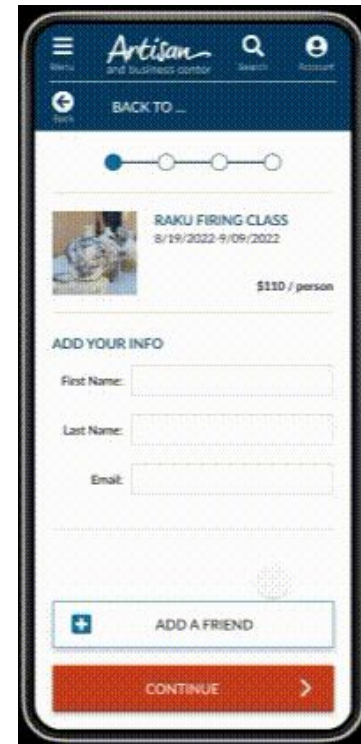 Artisan
and business center
Menu
Search
Account
Back
BACK TO ...
RAKU FIRING CLASS
8/19/2022-9/09/2022
$110 / person
ADD YOUR INFO
First Name:
Last Name:
Email:
ADD A FRIEND
CONTINUE